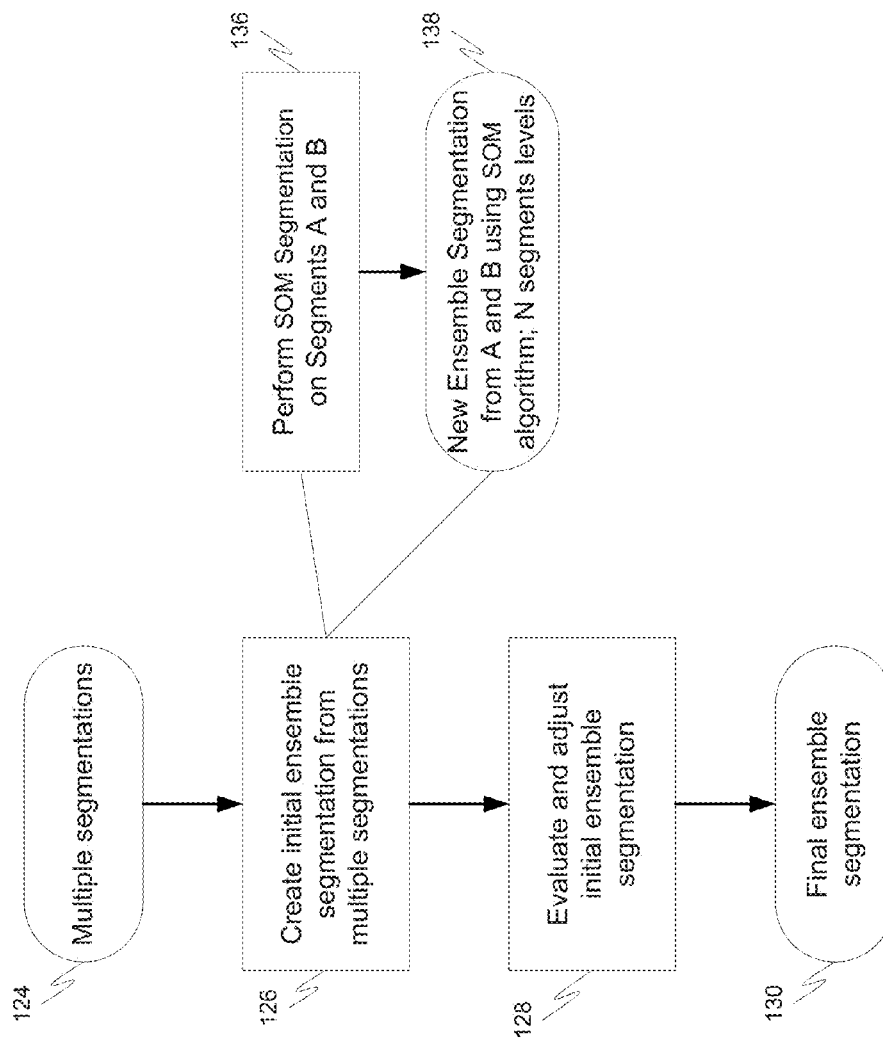 124
Multiple segmentations
126
Create initial ensemble
segmentation from
multiple segmentations
128
Evaluate and adjust
initial ensemble
segmentation
130
Final ensemble
segmentation
136
Perform SOM Segmentation
on Segments A and B
138
New Ensemble Segmentation
from A and B using SOM
algorithm; N segments levels